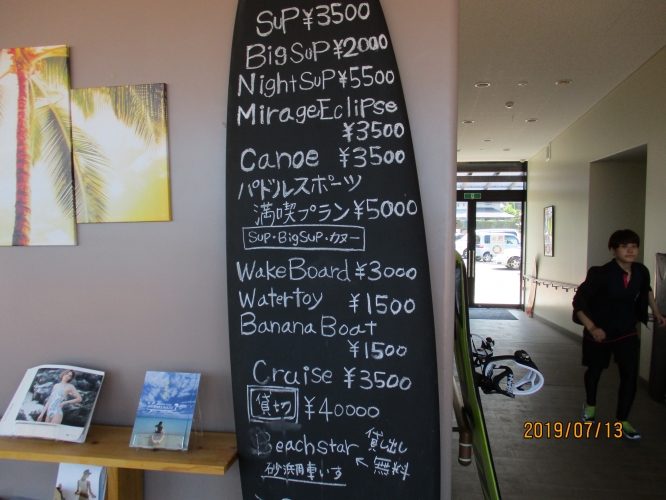 SUP ¥3500
BigSUP ¥2000
NightSUP ¥5500
MirageEclipse
¥3500
Canoe ¥3500
パドルスポーツ
満喫プラン ¥5000
SUP・BigSUP・カヌー
WakeBoard ¥3000
Watertoy ¥1500
Banana Boat
¥1500
Cruise ¥3500
貸切 ¥40000
Beachstar 貸し出し
砂浜用車いす ← 無料
2019/07/13